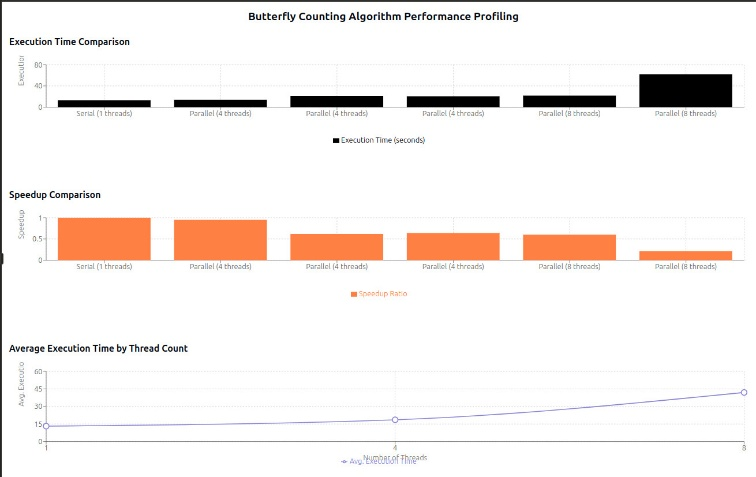 Butterfly Counting Algorithm Performance Profiling
Execution Time Comparison
Executior
80
40
0
Serial (1 threads)
Parallel (4 threads)
Parallel (4 threads)
Parallel (4 threads)
Parallel (8 threads)
Parallel (8 threads)
Execution Time (seconds)
Speedup Comparison
Speedup
1
0.5
0
Serial (1 threads)
Parallel (4 threads)
Parallel (4 threads)
Parallel (4 threads)
Parallel (8 threads)
Parallel (8 threads)
Speedup Ratio
Average Execution Time by Thread Count
Avg. Executio
60
45
30
15
0
1
4
8
Number of Threads
Avg. Execution Time